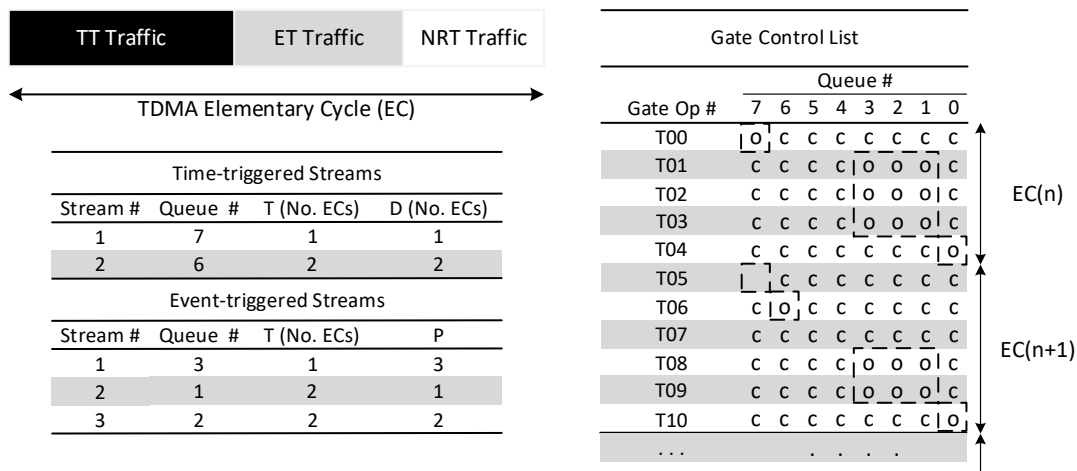 TT Traffic ET Traffic NRT Traffic
TDMA Elementary Cycle (EC)
Time-triggered Streams
Stream # Queue # T (No. ECs) D (No. ECs)
1 7 1 1
2 6 2 2
Event-triggered Streams
Stream # Queue # T (No. ECs) P
1 3 1 3
2 1 2 1
3 2 2 2
Gate Control List
Queue #
Gate Op # 7 6 5 4 3 2 1 0
T00 o c c c c c c c
T01 c c c c o o o c
T02 c c c c o o o c
T03 c c c c o o o c
T04 c c c c c c c o
EC(n)
T05 c c c c c c c
T06 c o c c c c c c
T07 c c c c c c c c
T08 c c c c o o o c
T09 c c c c o o o c
T10 c c c c c c c o
EC(n+1)
. . . . . . .